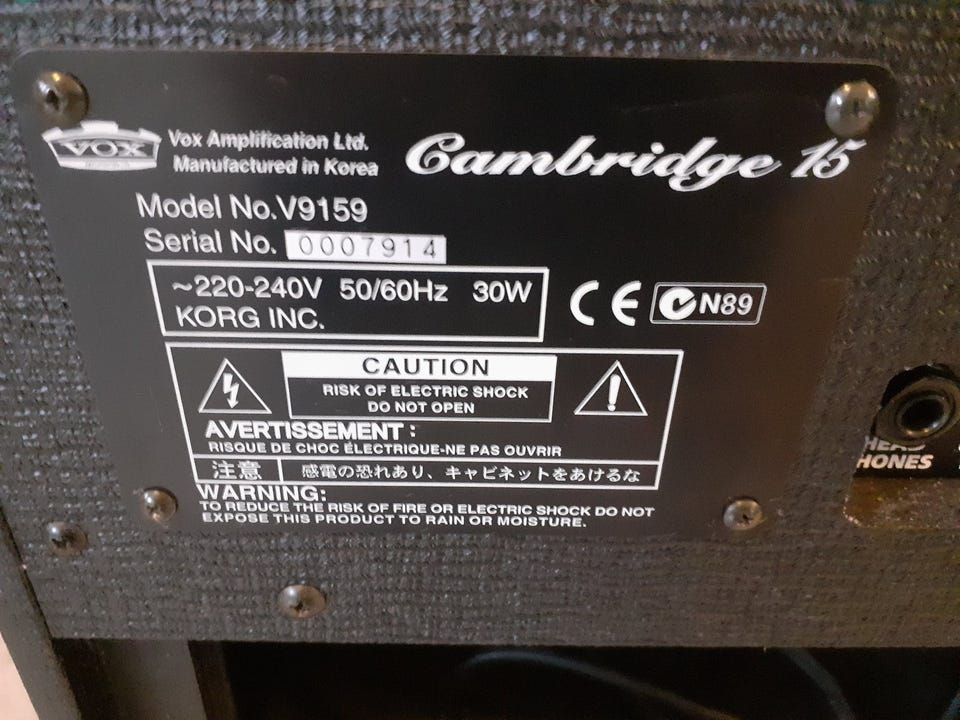 VOX
Vox Amplification Ltd.
Manufactured in Korea
Cambridge 15
Model No.V9159
Serial No. 0007914
~220-240V 50/60Hz 30W
KORG INC.
CE N89
CAUTION
RISK OF ELECTRIC SHOCK
DO NOT OPEN
AVERTISSEMENT :
RISQUE DE CHOC ÉLECTRIQUE-NE PAS OUVRIR
注意 感電の恐れあり、キャビネットをあけるな
WARNING:
TO REDUCE THE RISK OF FIRE OR ELECTRIC SHOCK DO NOT
EXPOSE THIS PRODUCT TO RAIN OR MOISTURE.
HEAD
PHONES